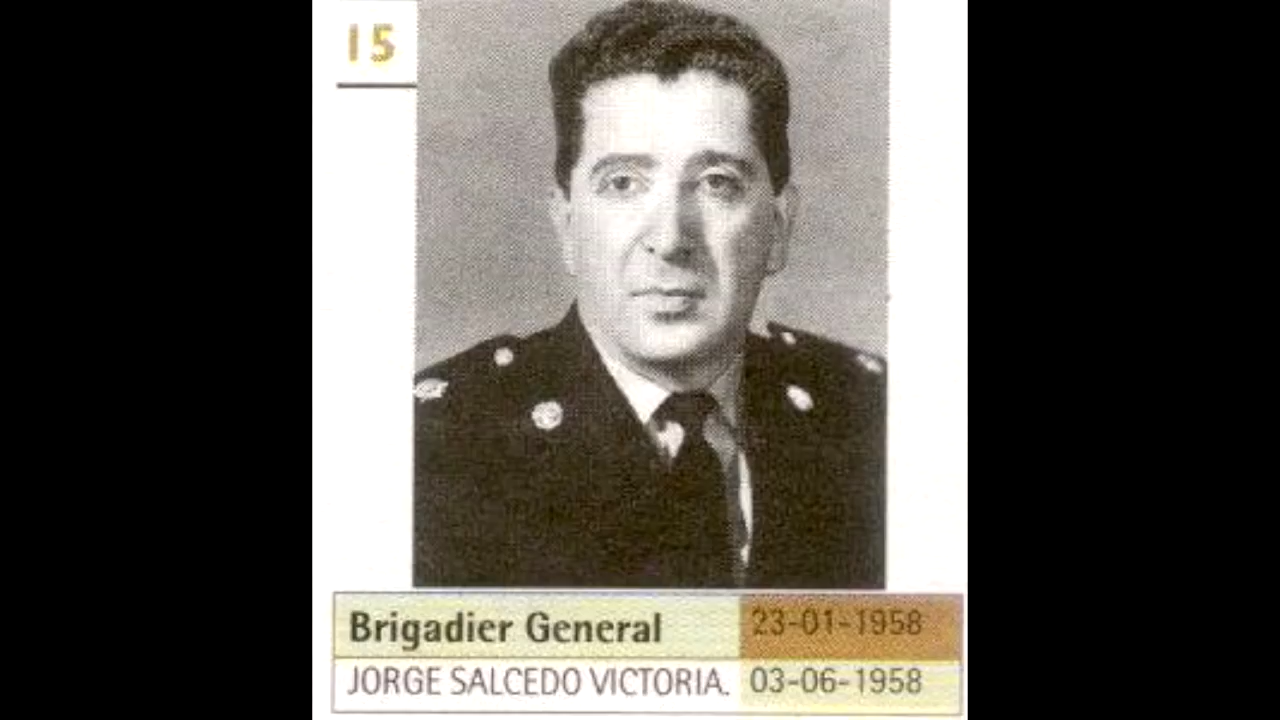 15
Brigadier General 23-01-1958
JORGE SALCEDO VICTORIA. 03-06-1958